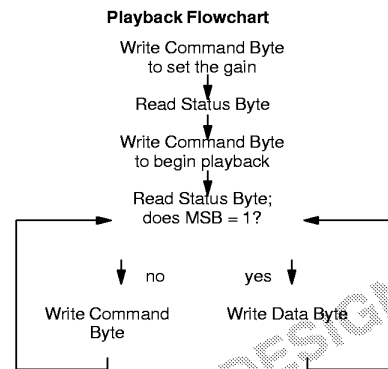 Playback Flowchart
Write Command Byte
to set the gain
Read Status Byte
Write Command Byte
to begin playback
Read Status Byte;
does MSB = 1?
no
yes
Write Command
Byte
Write Data Byte
DESIGN